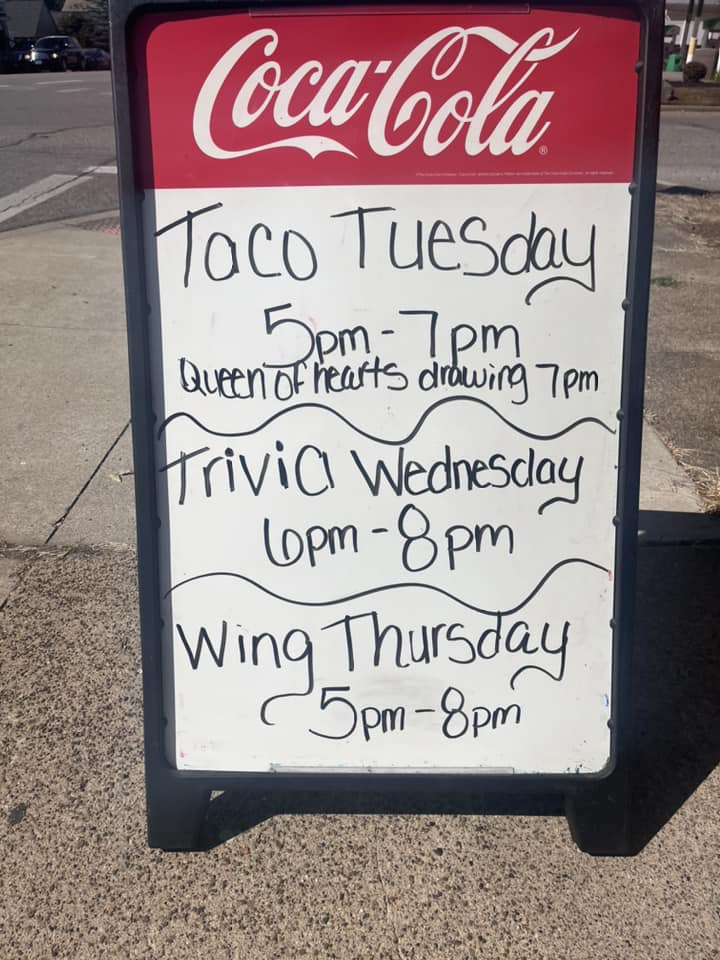 Coca-Cola
Taco Tuesday
5pm - 7pm
Queen of hearts drawing 7pm
Trivia Wednesday
6pm - 8pm
Wing Thursday
5pm - 8pm